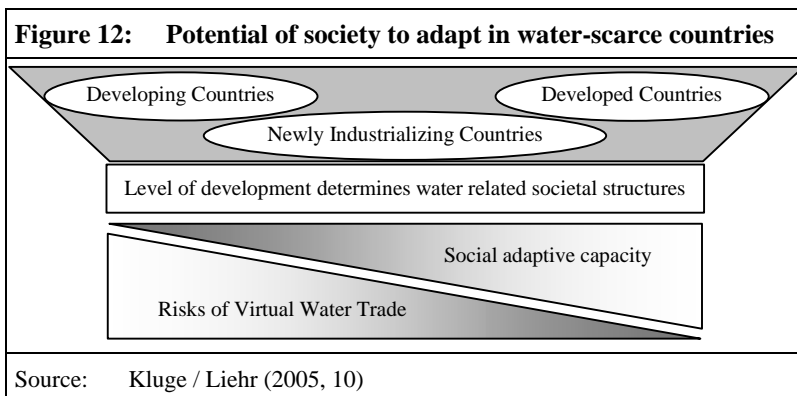 Figure 12: Potential of society to adapt in water-scarce countries
Developing Countries
Developed Countries
Newly Industrializing Countries
Level of development determines water related societal structures
Social adaptive capacity
Risks of Virtual Water Trade
Source: Kluge / Liehr (2005, 10)